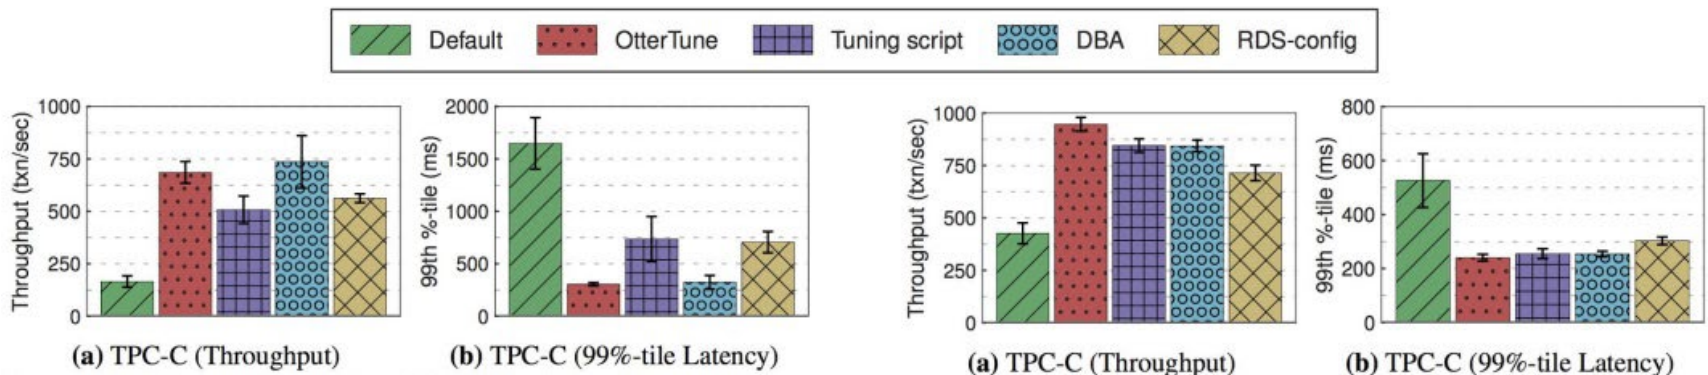 Default OtterTune Tuning script DBA RDS-config
Throughput (txn/sec)
1000
750
500
250
0
(a) TPC-C (Throughput)
99th %-tile (ms)
2000
1500
1000
500
0
(b) TPC-C (99%-tile Latency)
Throughput (txn/sec)
1000
750
500
250
0
(a) TPC-C (Throughput)
99th %-tile (ms)
800
600
400
200
0
(b) TPC-C (99%-tile Latency)